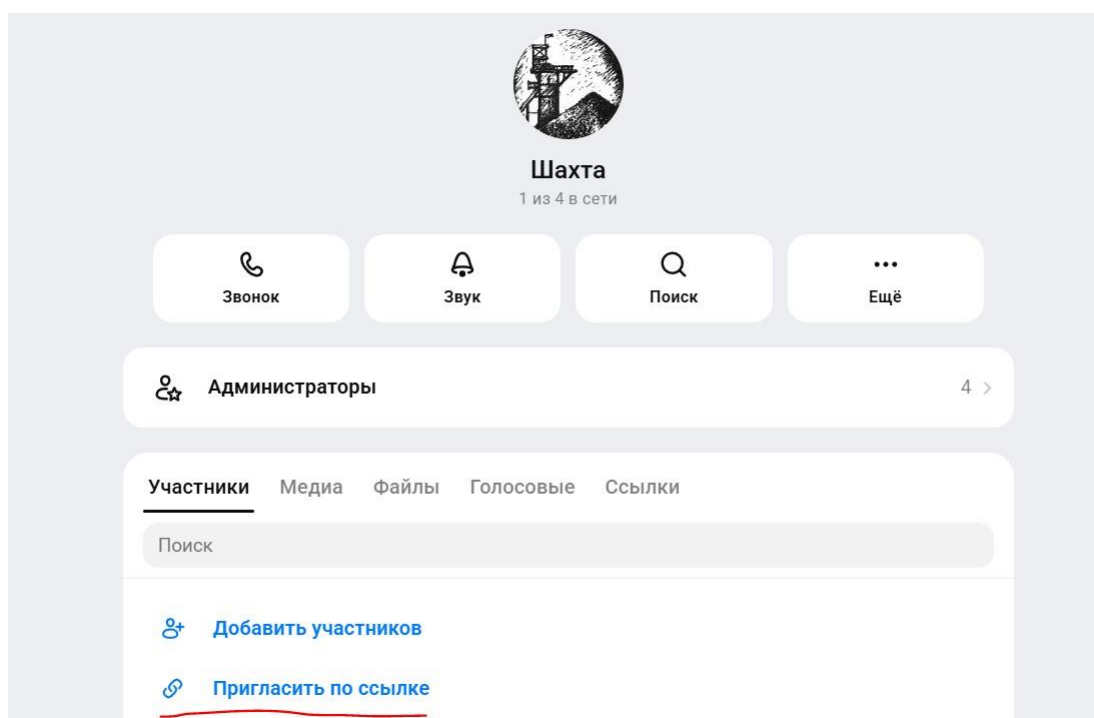 Шахта
1 из 4 в сети
Звонок Звук Поиск Ещё
Администраторы 4
Участники Медиа Файлы Голосовые Ссылки
Поиск
Добавить участников
Пригласить по ссылке